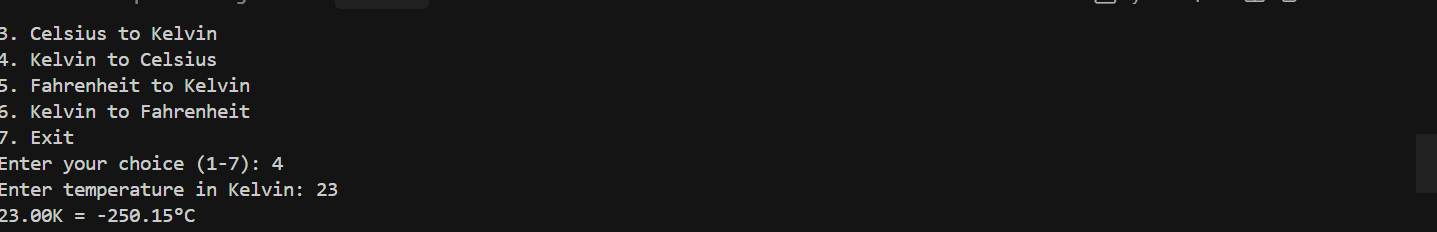 3. Celsius to Kelvin
4. Kelvin to Celsius
5. Fahrenheit to Kelvin
6. Kelvin to Fahrenheit
7. Exit
Enter your choice (1-7): 4
Enter temperature in Kelvin: 23
23.00K = -250.15°C